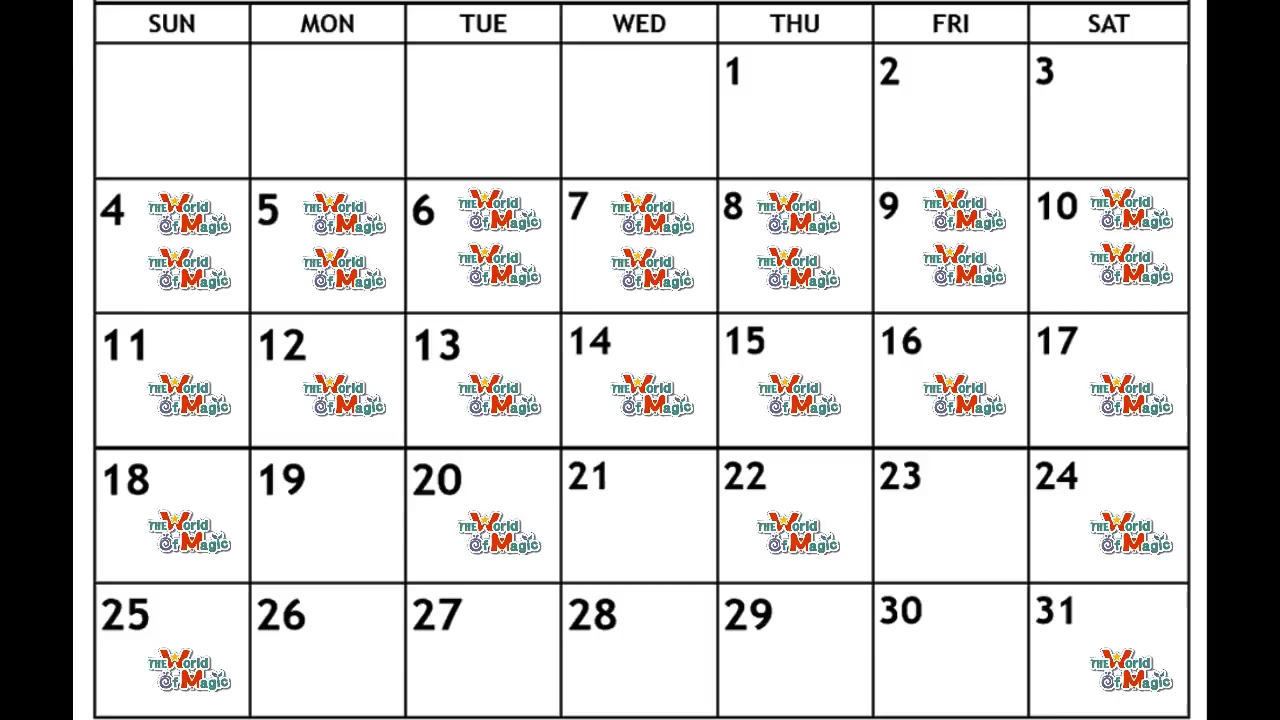 SUN MON TUE WED THU FRI SAT
1 2 3
4 THE World Of Magic 5 THE World Of Magic 6 THE World Of Magic 7 THE World Of Magic 8 THE World Of Magic 9 THE World Of Magic 10 THE World Of Magic
THE World Of Magic THE World Of Magic THE World Of Magic THE World Of Magic THE World Of Magic THE World Of Magic THE World Of Magic
11 12 13 14 15 16 17
THE World Of Magic THE World Of Magic THE World Of Magic THE World Of Magic THE World Of Magic THE World Of Magic THE World Of Magic
18 19 20 21 22 23 24
THE World Of Magic THE World Of Magic THE World Of Magic THE World Of Magic
25 26 27 28 29 30 31
THE World Of Magic THE World Of Magic